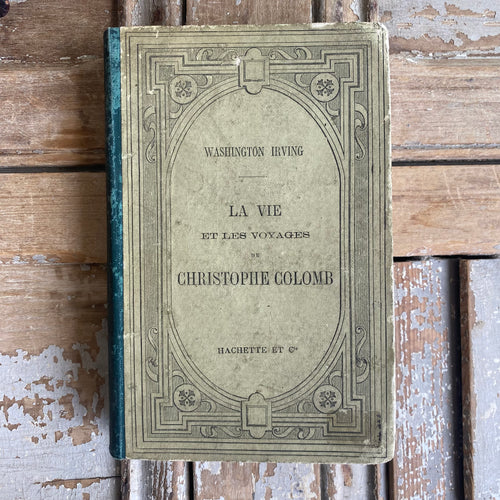 WASHINGTON IRVING
LA VIE
ET LES VOYAGES
DE
CHRISTOPHE COLOMB
HACHETTE ET Cie